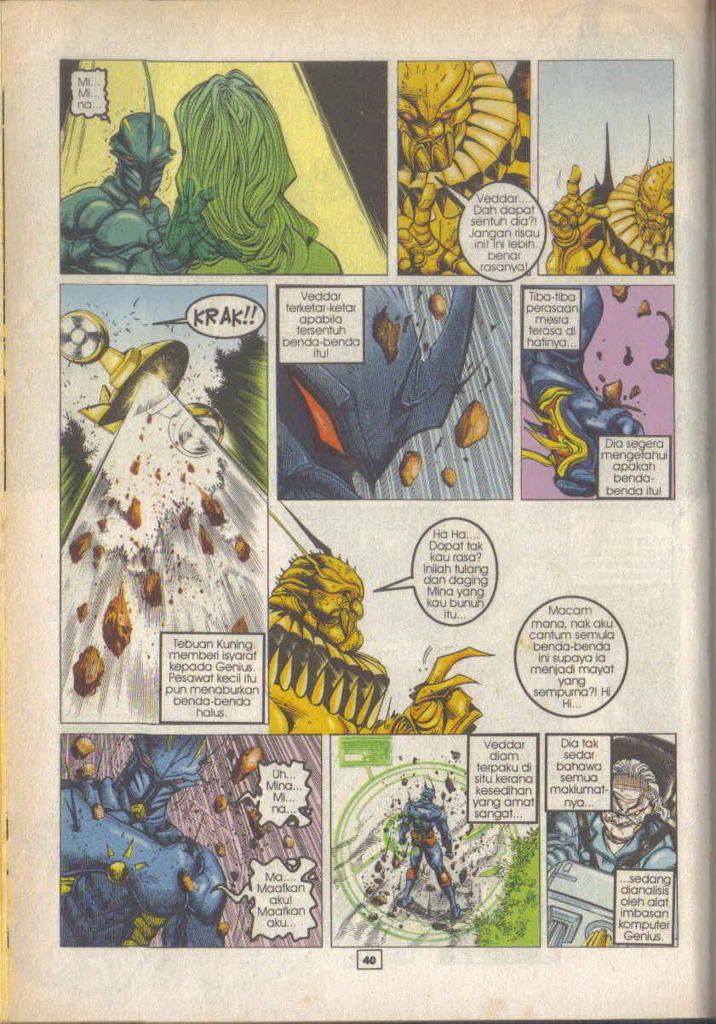 Mi...
Mi...
na...
Veddar....
Dah dapat
sentuh dia?!
Jangan risau
ini! Ini lebih
benar
rasanya!
KRAK!!
Veddar
terketar-ketar
apabila
tersentuh
benda-benda
itu!
Tiba-tiba
perasaan
mesra
terasa di
hatinya...
Dia segera
mengetahui
apakah
benda-
benda itu!
Tebuan Kuning
memberi isyarat
kepada Genius.
Pesawat kecil itu
pun menaburkan
benda-benda
halus.
Ha Ha....
Dapat tak
kau rasa?
Inilah tulang
dan daging
Mina yang
kau bunuh
itu...
Macam
mana, nak aku
cantum semula
benda-benda
ini supaya ia
menjadi mayat
yang
sempurna?! Hi
Hi...
Uh...
Mina...
Mi...
na...
Ma....
Maafkan
aku!
Maafkan
aku...
Veddar
diam
terpaku di
situ kerana
kesedihan
yang amat
sangat...
Dia tak
sedar
bahawa
semua
maklumat-
nya...
...sedang
dianalisis
oleh alat
imbasan
komputer
Genius.
40